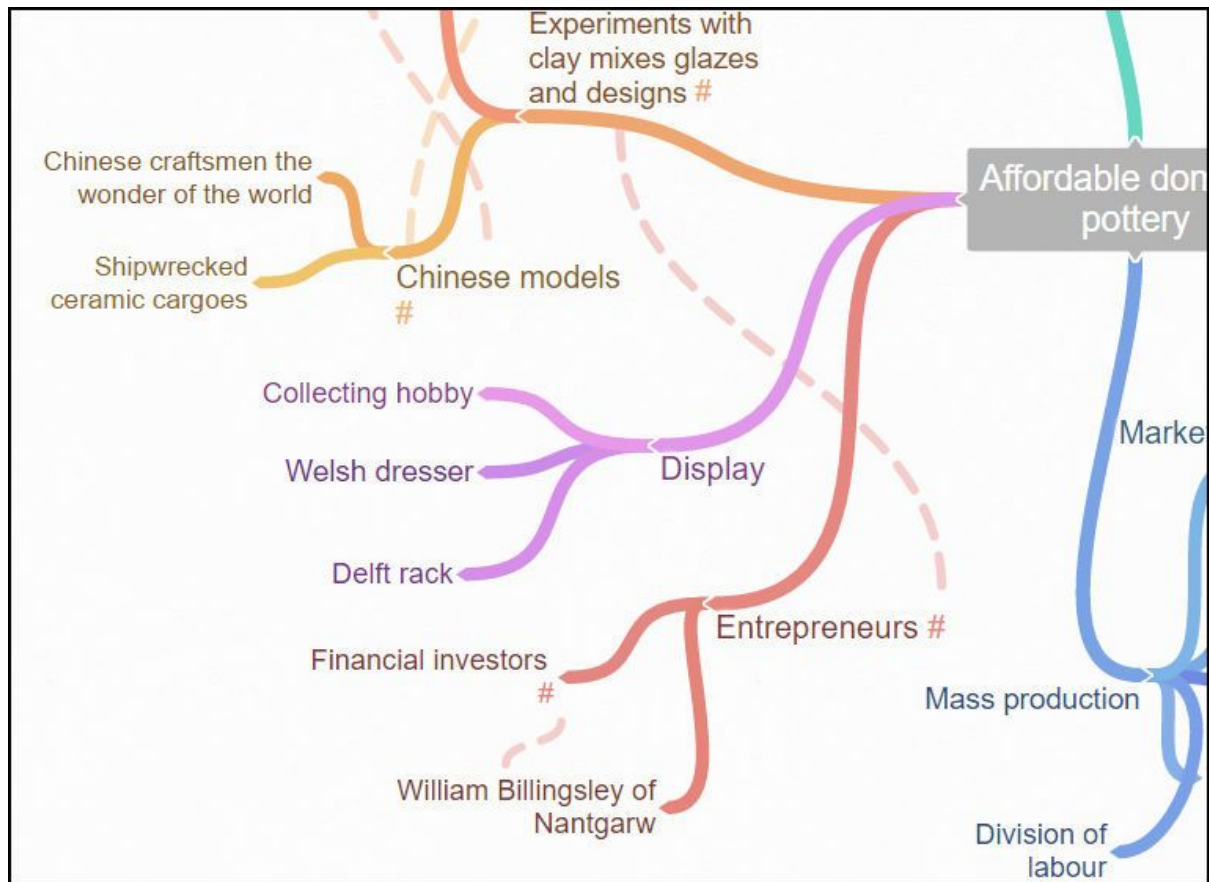 Experiments with
clay mixes glazes
and designs #
Chinese craftsmen the
wonder of the world
Affordable
pottery
Shipwrecked
ceramic cargoes
Chinese models
#
Collecting hobby
Welsh dresser
Display
Delft rack
Entrepreneurs #
Financial investors
#
Mass production
William Billingsley of
Nantgarw
Division of
labour